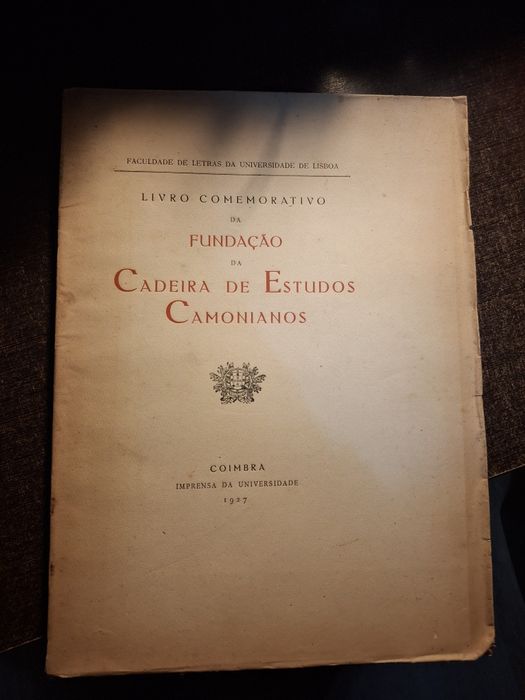 FACULDADE DE LETRAS DA UNIVERSIDADE DE LISBOA
LIVRO COMEMORATIVO
DA
FUNDAÇÃO
DA
CADEIRA DE ESTUDOS
CAMONIANOS
COIMBRA
IMPRENSA DA UNIVERSIDADE
1927